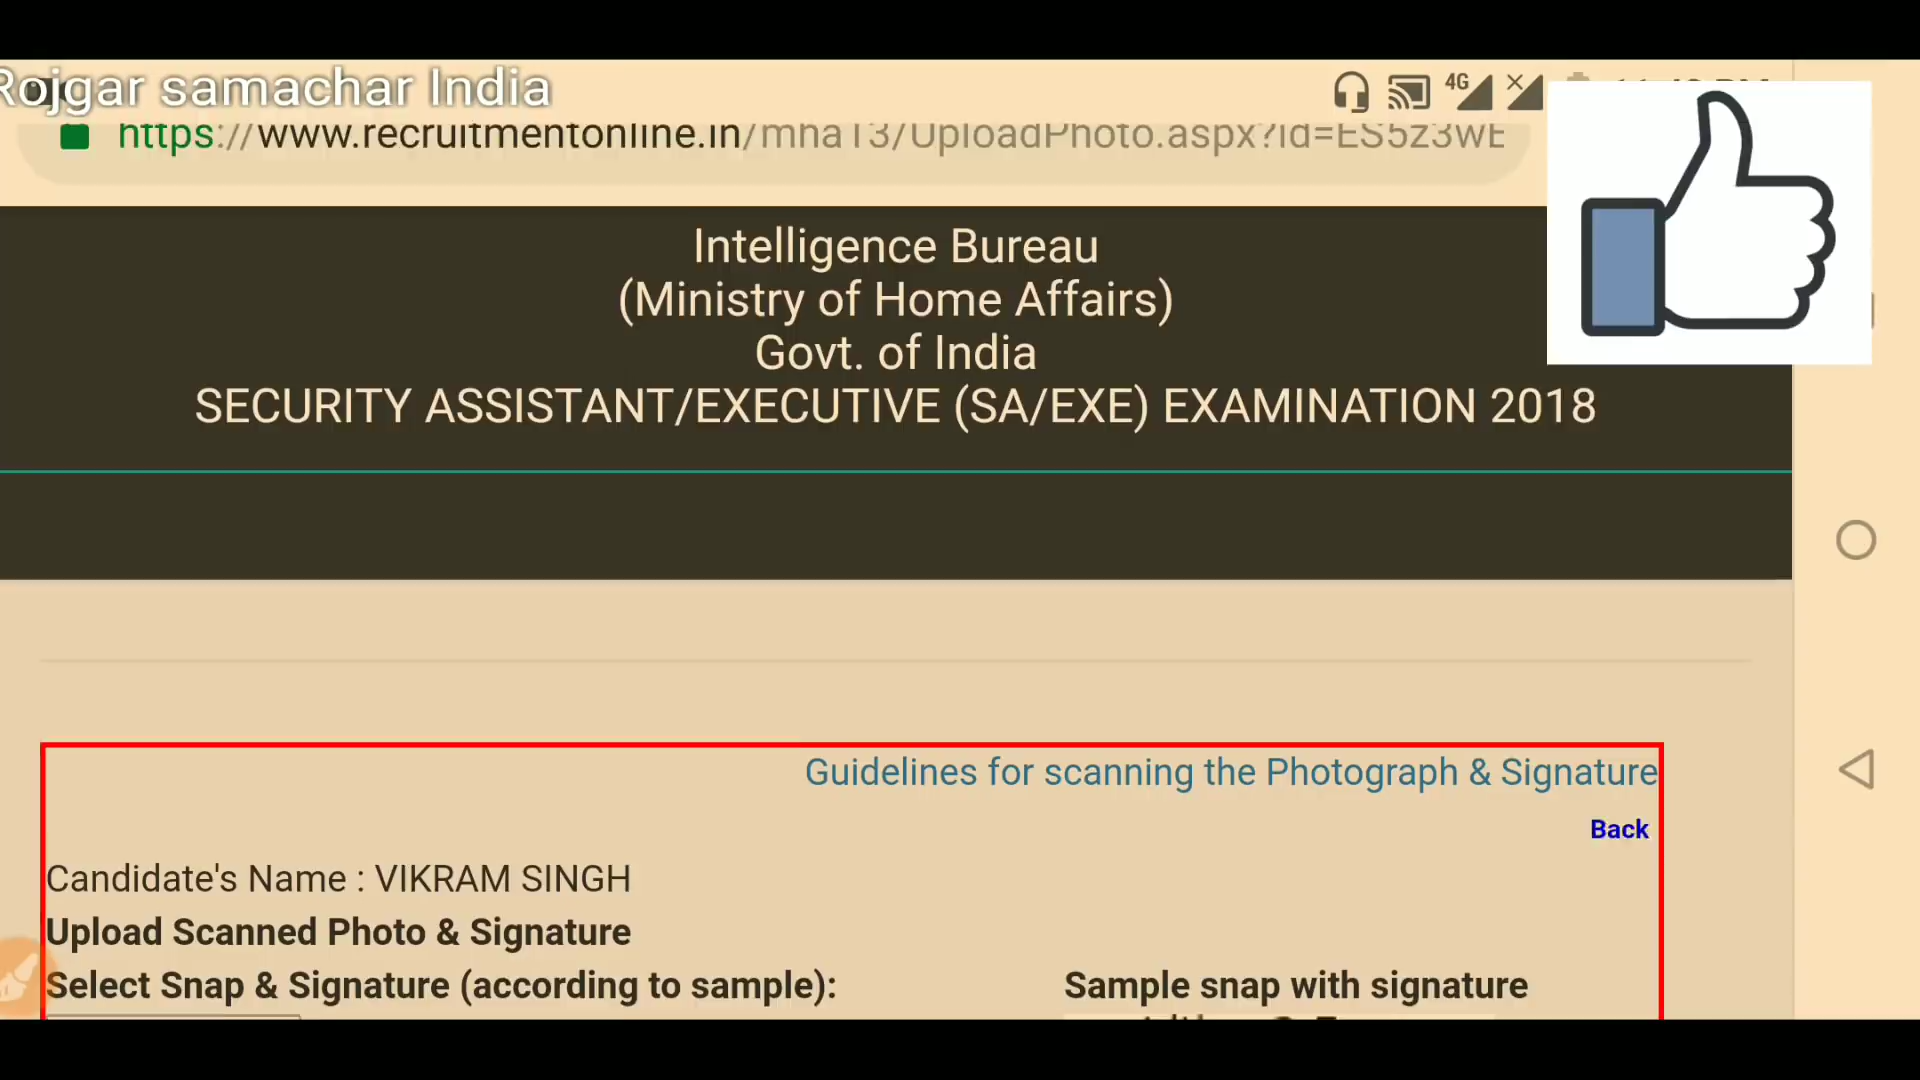 Rojgar samachar India
4G
https://www.recruitmentonline.in/mha13/UploadPhoto.aspx?id=ES5z3wE
Intelligence Bureau
(Ministry of Home Affairs)
Govt. of India
SECURITY ASSISTANT/EXECUTIVE (SA/EXE) EXAMINATION 2018
Guidelines for scanning the Photograph & Signature
Back
Candidate's Name : VIKRAM SINGH
Upload Scanned Photo & Signature
Select Snap & Signature (according to sample):
Sample snap with signature